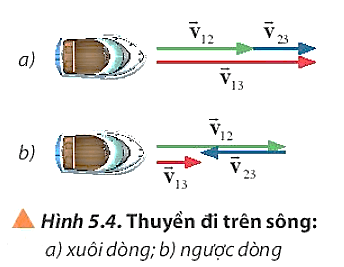 a)
v⃗₁₂ v⃗₂₃
v⃗₁₃
b)
v⃗₁₂
v⃗₁₃ v⃗₂₃
Hình 5.4. Thuyền đi trên sông:
a) xuôi dòng; b) ngược dòng